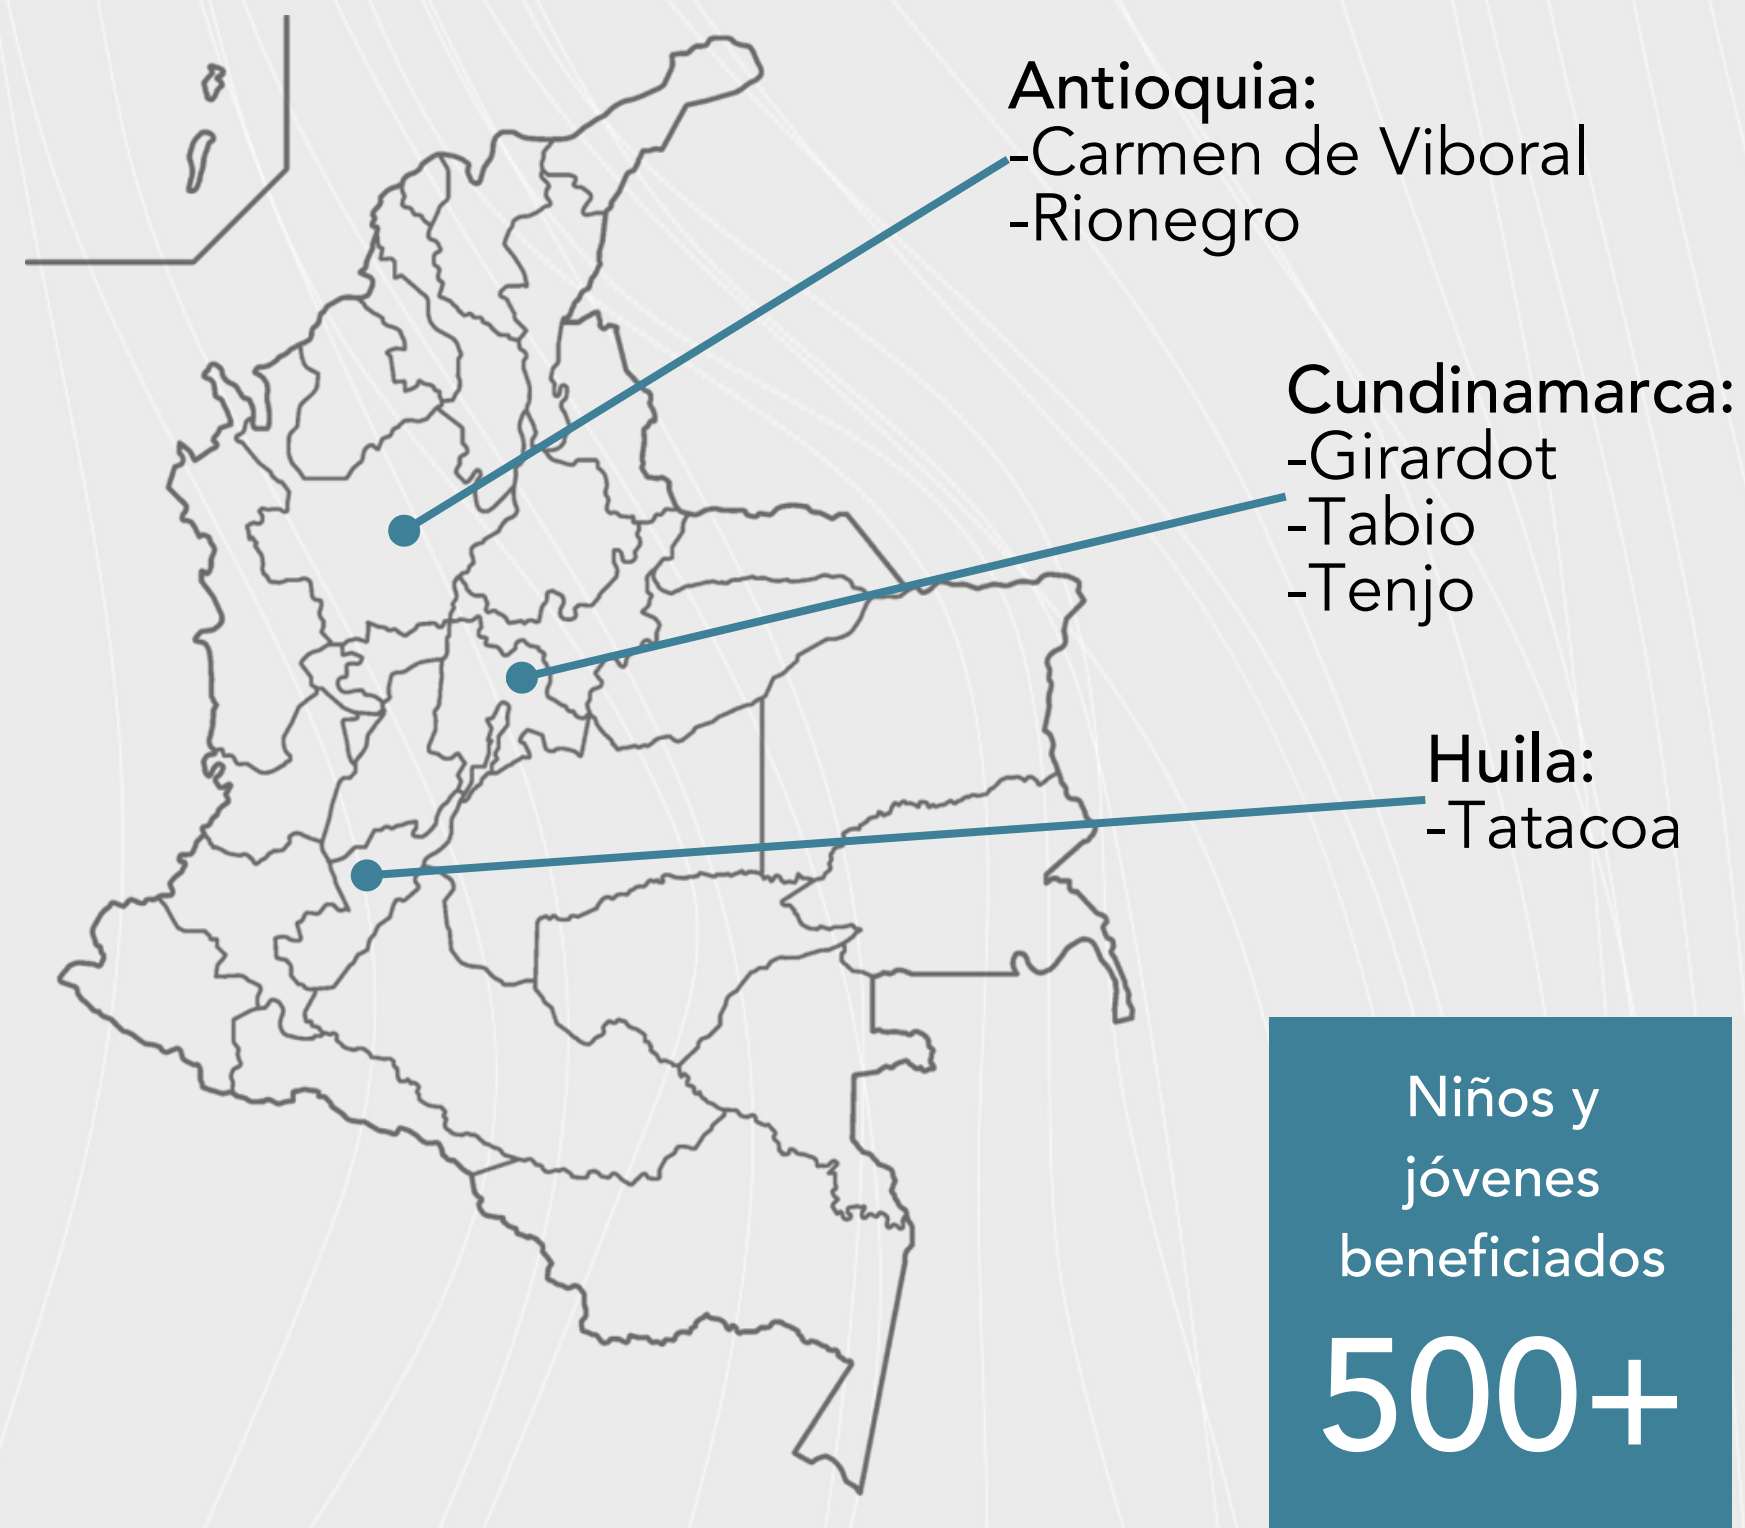 Antioquia:
-Carmen de Viboral
-Rionegro
Cundinamarca:
-Girardot
-Tabio
-Tenjo
Huila:
-Tatacoa
Niños y
jóvenes
beneficiados
500+